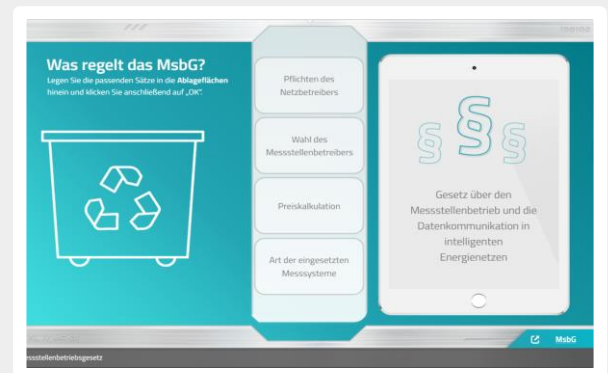 Was regelt das MsbG?
Legen Sie die passenden Sätze in die Ablageflächen
hinein und klicken Sie anschließend auf „OK“.
Pflichten des
Netzbetreibers
Wahl des
Messstellenbetreibers
Preiskalkulation
Art der eingesetzten
Messsysteme
§ § §
Gesetz über den
Messstellenbetrieb und die
Datenkommunikation in
intelligenten
Energienetzen
MsbG
essstellenbetriebsgesetz